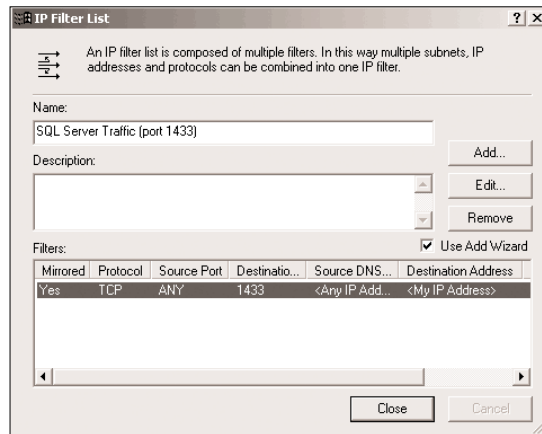 IP Filter List
An IP filter list is composed of multiple filters. In this way multiple subnets, IP
addresses and protocols can be combined into one IP filter.
Name:
SQL Server Traffic (port 1433)
Description:
Add...
Edit...
Remove
Filters:
Use Add Wizard
Mirrored Protocol Source Port Destinatio... Source DNS... Destination Address
Yes TCP ANY 1433 <Any IP Add... <My IP Address>
Close Cancel